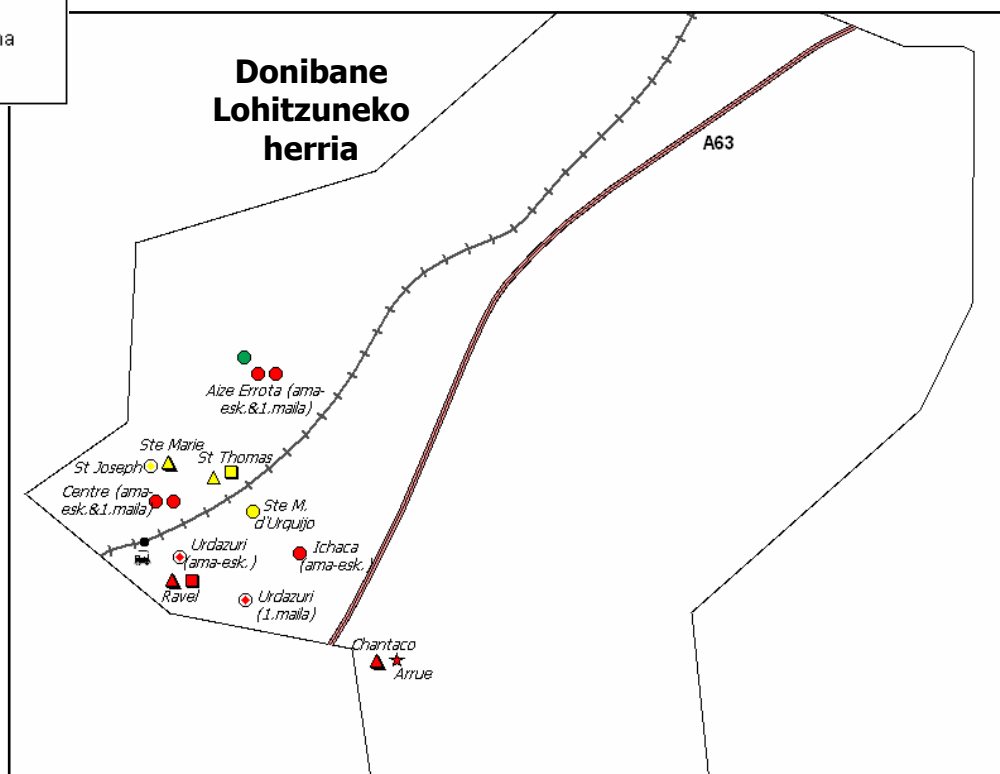 na
Donibane
Lohitzuneko
herria
A63
Aize Errota (ama-
esk.&1.maila)
Ste Marie
St Thomas
St Joseph
Centre (ama-
esk.&1.maila)
Ste M.
d'Urquijo
Urdazuri
(ama-esk.)
Ichaca
(ama-esk.)
Ravel
Urdazuri
(1.maila)
Chantaco
Arrue